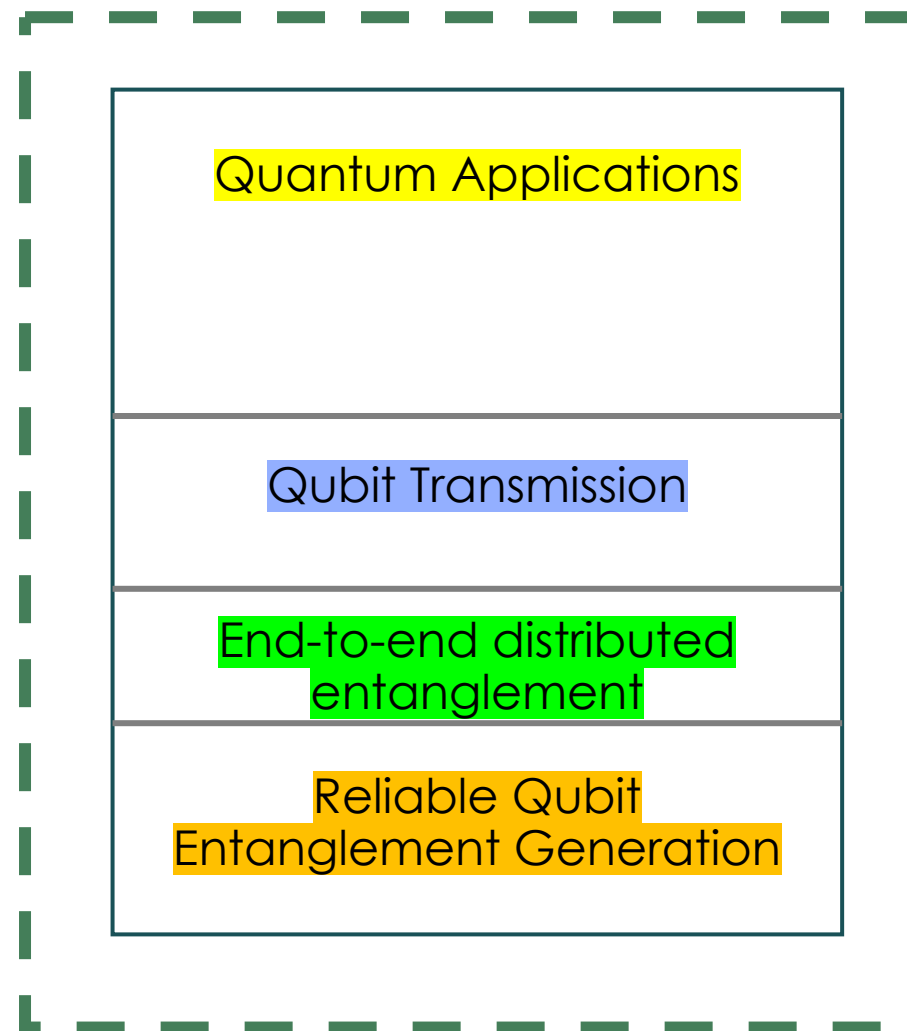 Quantum Applications
Qubit Transmission
End-to-end distributed
entanglement
Reliable Qubit
Entanglement Generation